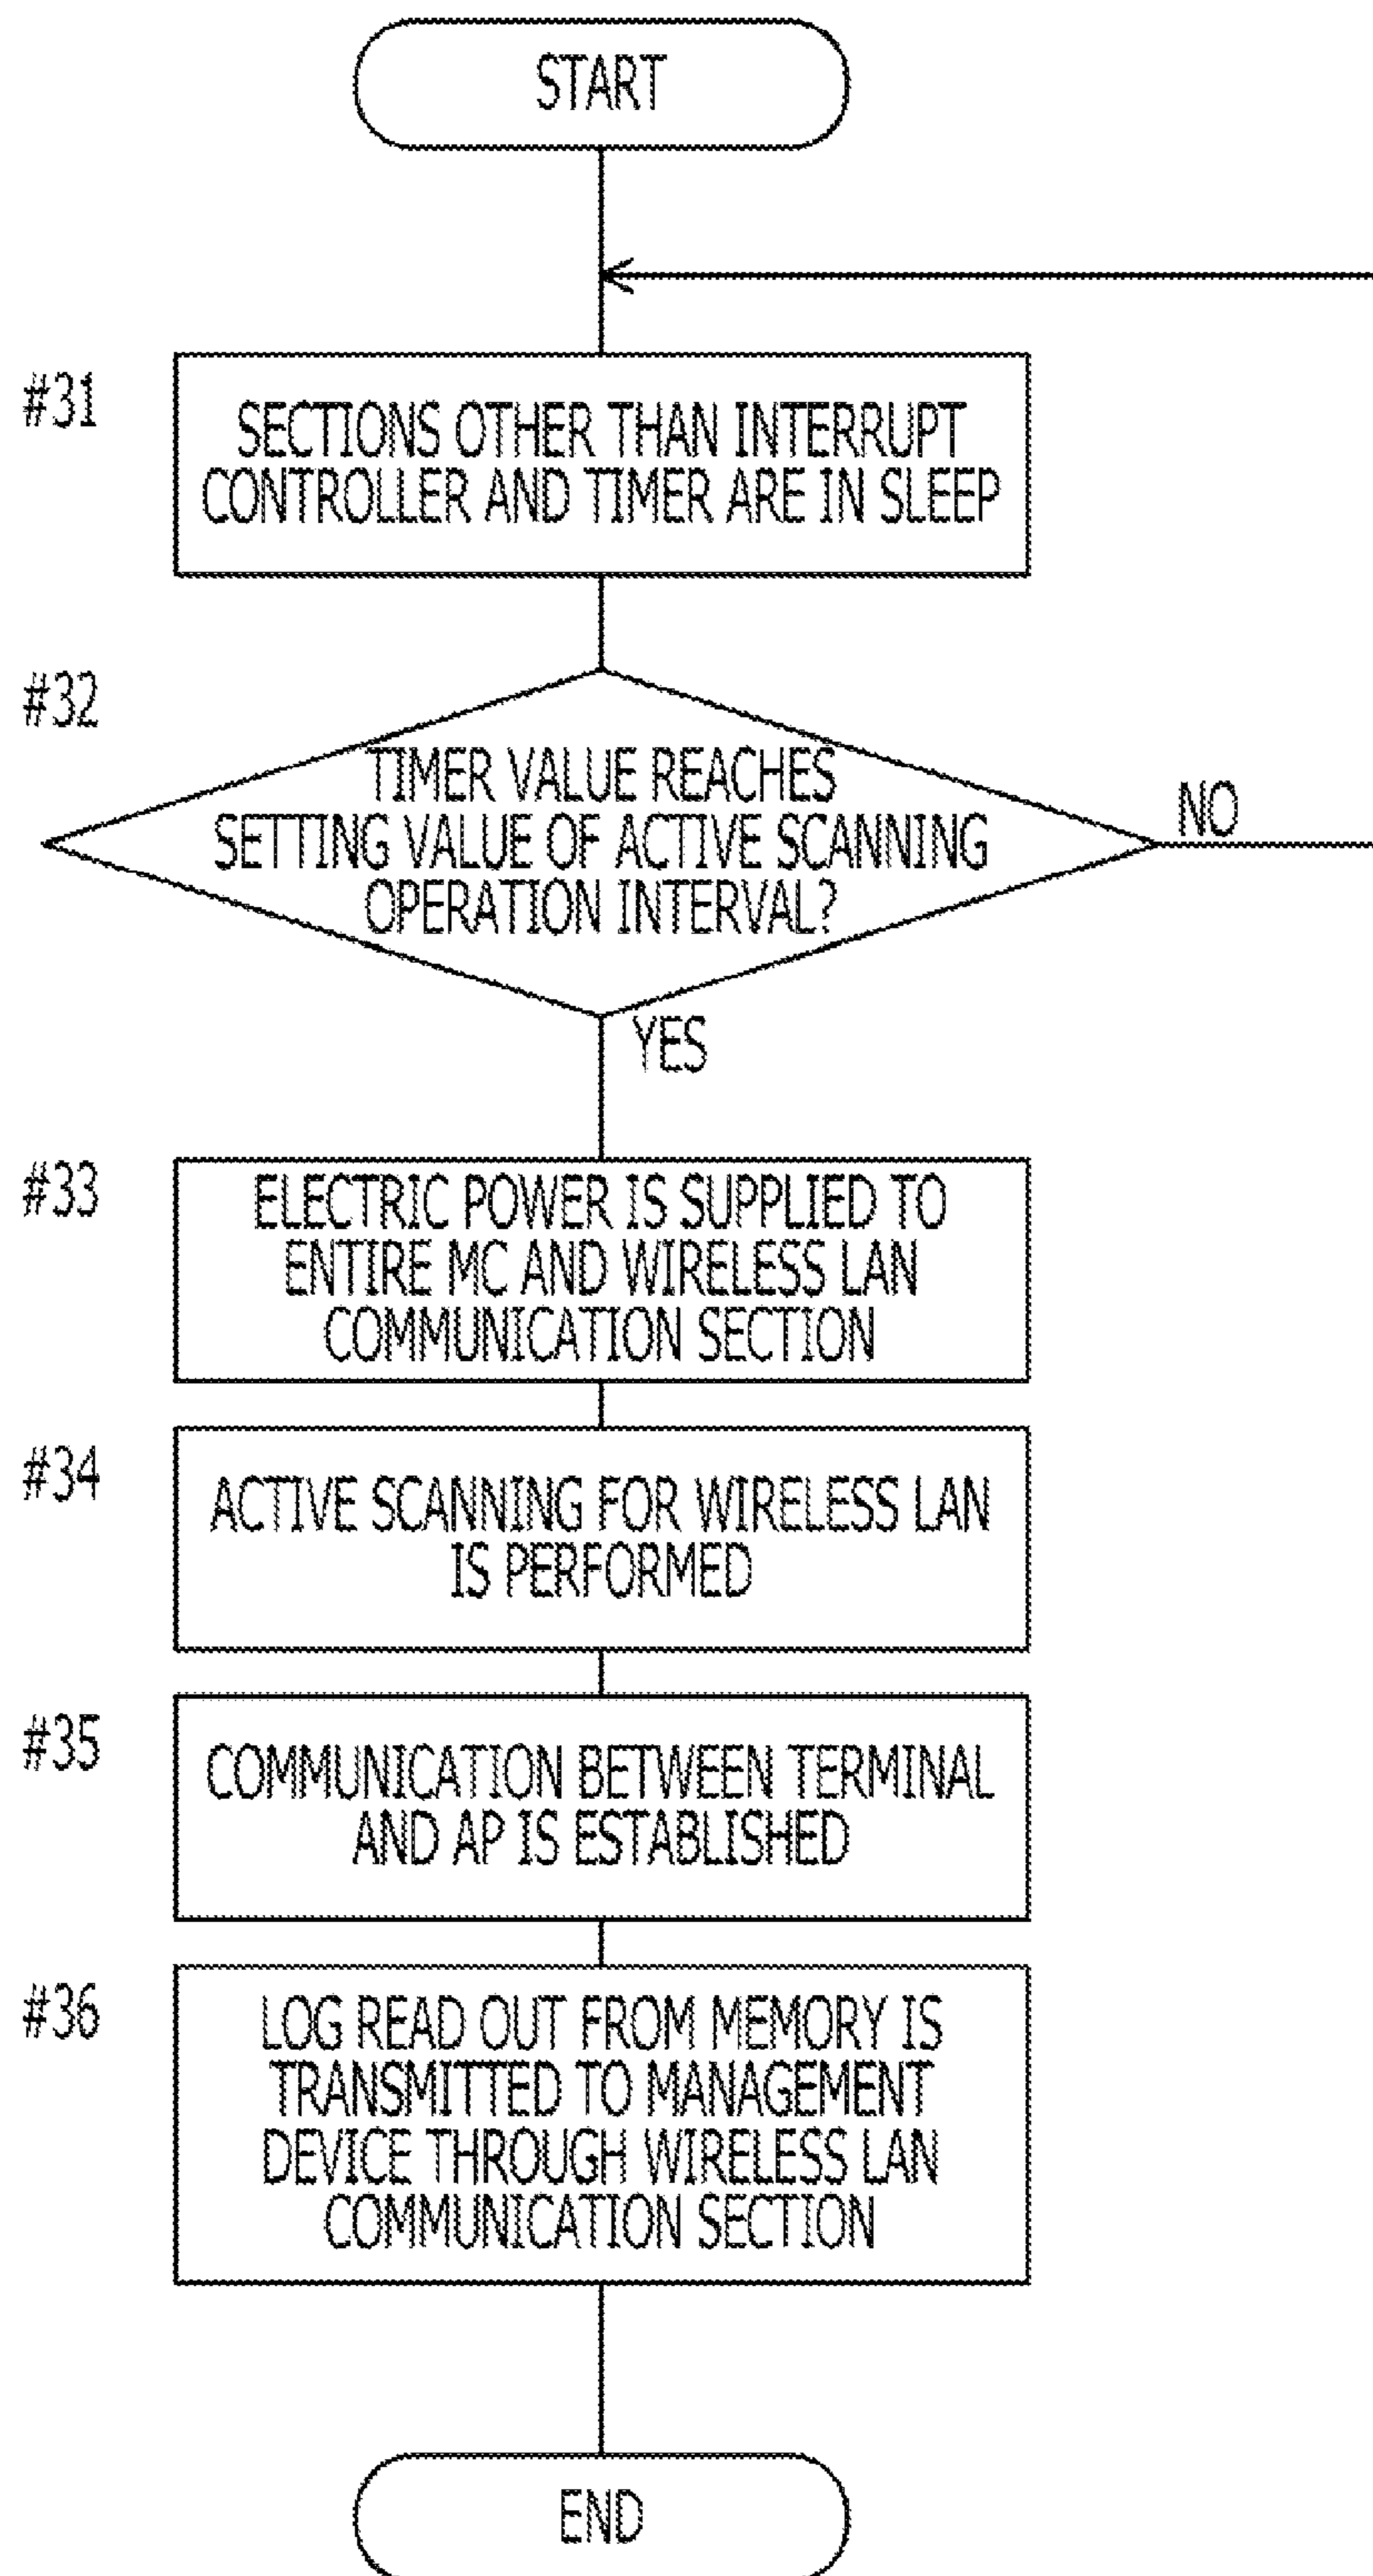 START
#31
SECTIONS OTHER THAN INTERRUPT
CONTROLLER AND TIMER ARE IN SLEEP
#32
TIMER VALUE REACHES
SETTING VALUE OF ACTIVE SCANNING
OPERATION INTERVAL?
NO
YES
#33
ELECTRIC POWER IS SUPPLIED TO
ENTIRE MC AND WIRELESS LAN
COMMUNICATION SECTION
#34
ACTIVE SCANNING FOR WIRELESS LAN
IS PERFORMED
#35
COMMUNICATION BETWEEN TERMINAL
AND AP IS ESTABLISHED
#36
LOG READ OUT FROM MEMORY IS
TRANSMITTED TO MANAGEMENT
DEVICE THROUGH WIRELESS LAN
COMMUNICATION SECTION
END